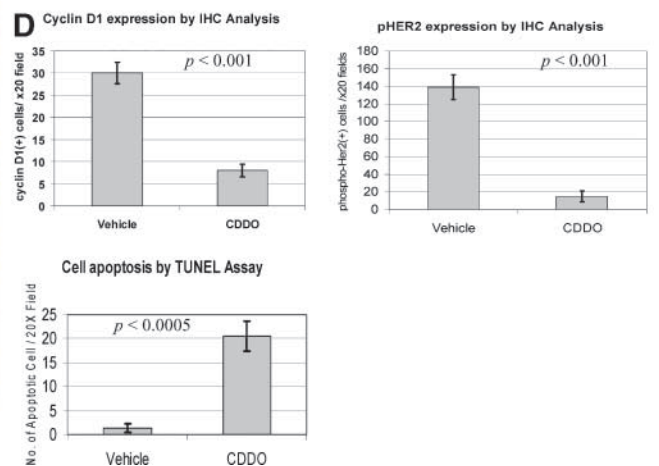 D
Cyclin D1 expression by IHC Analysis
cyclin D1(+) cells/ x20 field
35
30
25
20
15
10
5
0
p < 0.001
Vehicle CDDO
pHER2 expression by IHC Analysis
phospho-Her2(+) cells /x20 fields
180
160
140
120
100
80
60
40
20
0
p < 0.001
Vehicle CDDO
Cell apoptosis by TUNEL Assay
No. of Apoptotic Cell / 20X Field
25
20
15
10
5
0
p < 0.0005
Vehicle CDDO